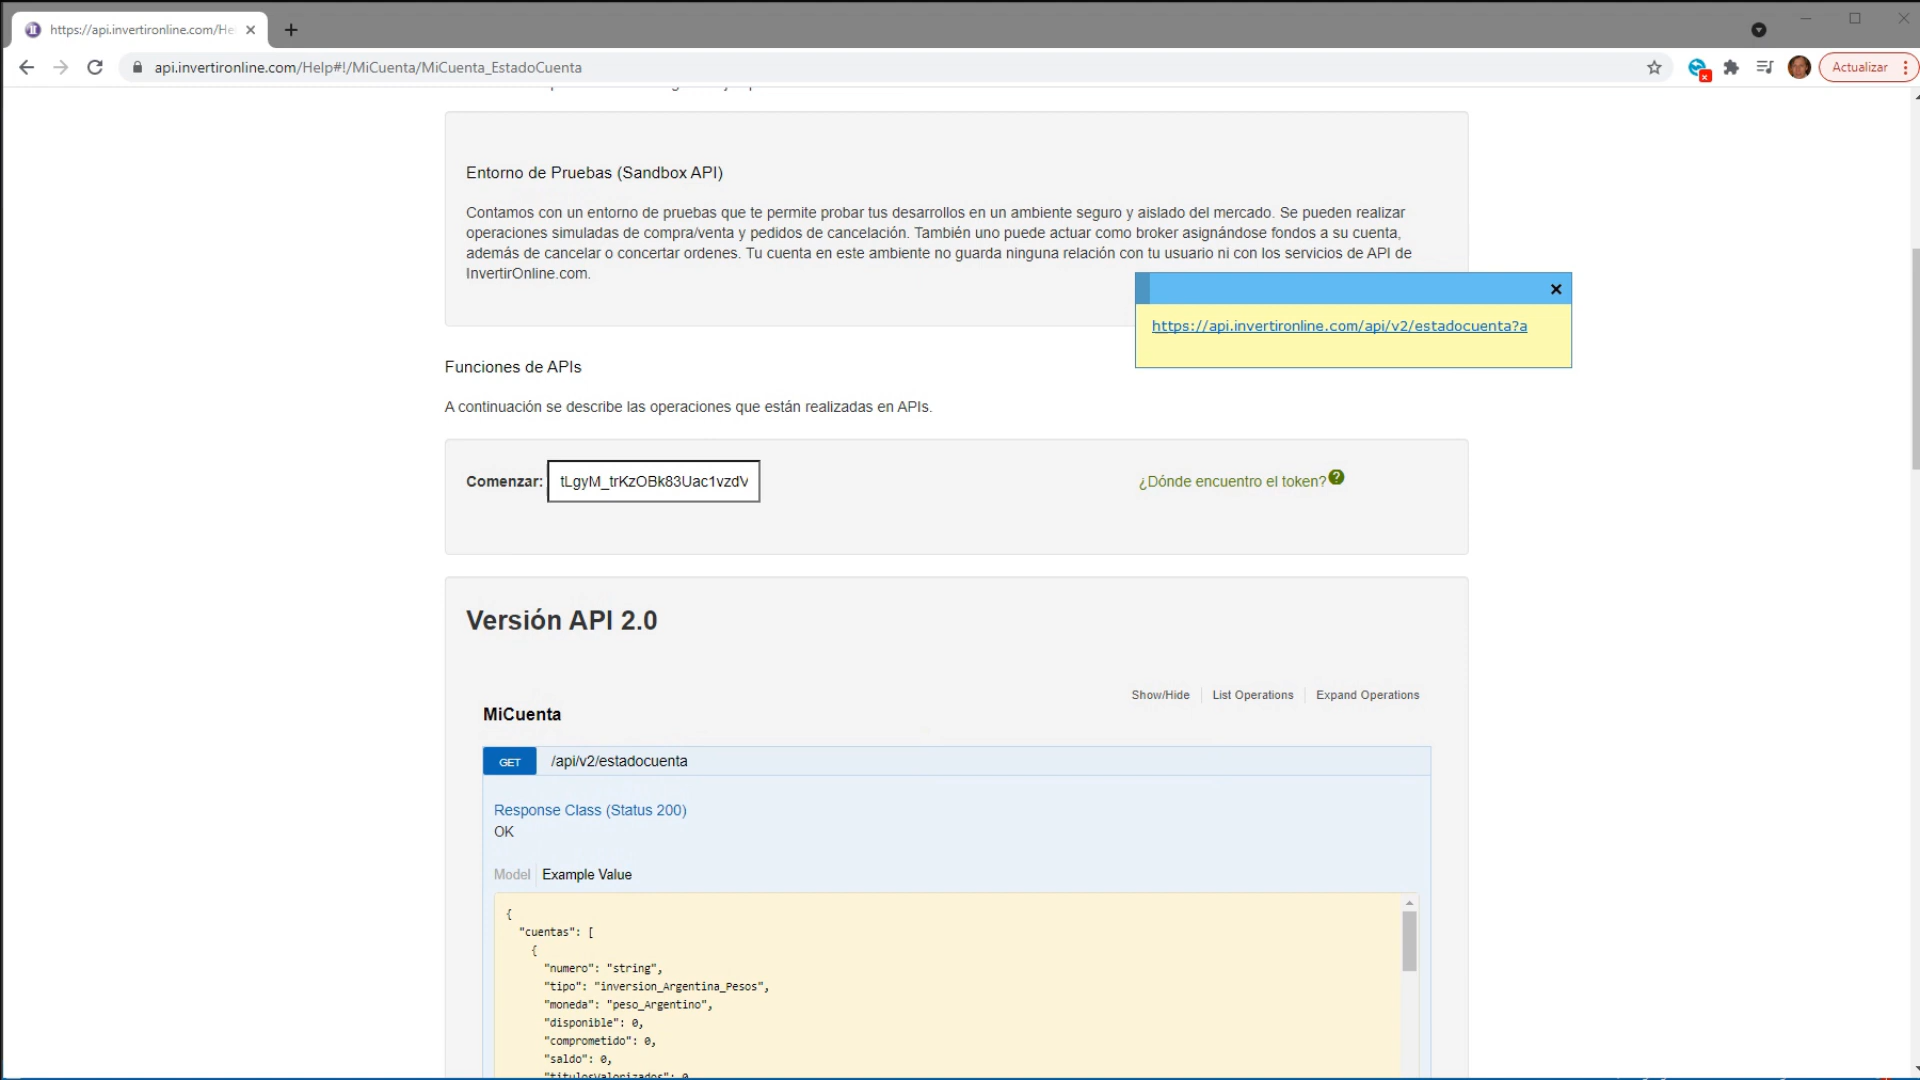 https://api.invertironline.com/He
api.invertironline.com/Help#!/MiCuenta/MiCuenta_EstadoCuenta
Actualizar
Entorno de Pruebas (Sandbox API)
Contamos con un entorno de pruebas que te permite probar tus desarrollos en un ambiente seguro y aislado del mercado. Se pueden realizar
operaciones simuladas de compra/venta y pedidos de cancelación. También uno puede actuar como broker asignándose fondos a su cuenta,
además de cancelar o concertar ordenes. Tu cuenta en este ambiente no guarda ninguna relación con tu usuario ni con los servicios de API de
InvertirOnline.com.
https://api.invertironline.com/api/v2/estadocuenta?a
Funciones de APIs
A continuación se describe las operaciones que están realizadas en APIs.
Comenzar: tLgyM_trKzOBk83Uac1vzdV
¿Dónde encuentro el token?
Versión API 2.0
Show/Hide List Operations Expand Operations
MiCuenta
GET /api/v2/estadocuenta
Response Class (Status 200)
OK
Model Example Value
{
"cuentas": [
{
"numero": "string",
"tipo": "inversion_Argentina_Pesos",
"moneda": "peso_Argentino",
"disponible": 0,
"comprometido": 0,
"saldo": 0,
"titulosValorizados": 0